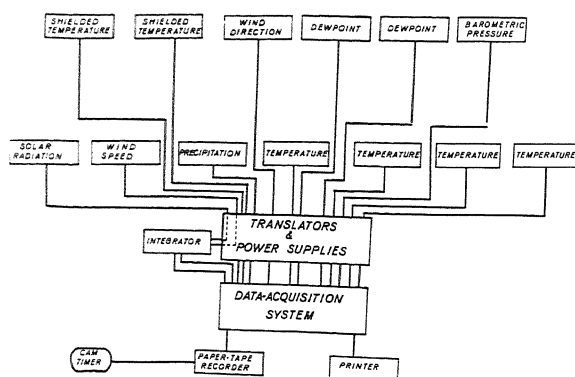 SHIELDED
TEMPERATURE
SHIELDED
TEMPERATURE
WIND
DIRECTION
DEWPOINT
DEWPOINT
BAROMETRIC
PRESSURE
SOLAR
RADIATION
WIND
SPEED
PRECIPITATION
TEMPERATURE
TEMPERATURE
TEMPERATURE
TEMPERATURE
TRANSLATORS
&
POWER SUPPLIES
INTEGRATOR
DATA-ACQUISITION
SYSTEM
CAM
TIMER
PAPER-TAPE
RECORDER
PRINTER